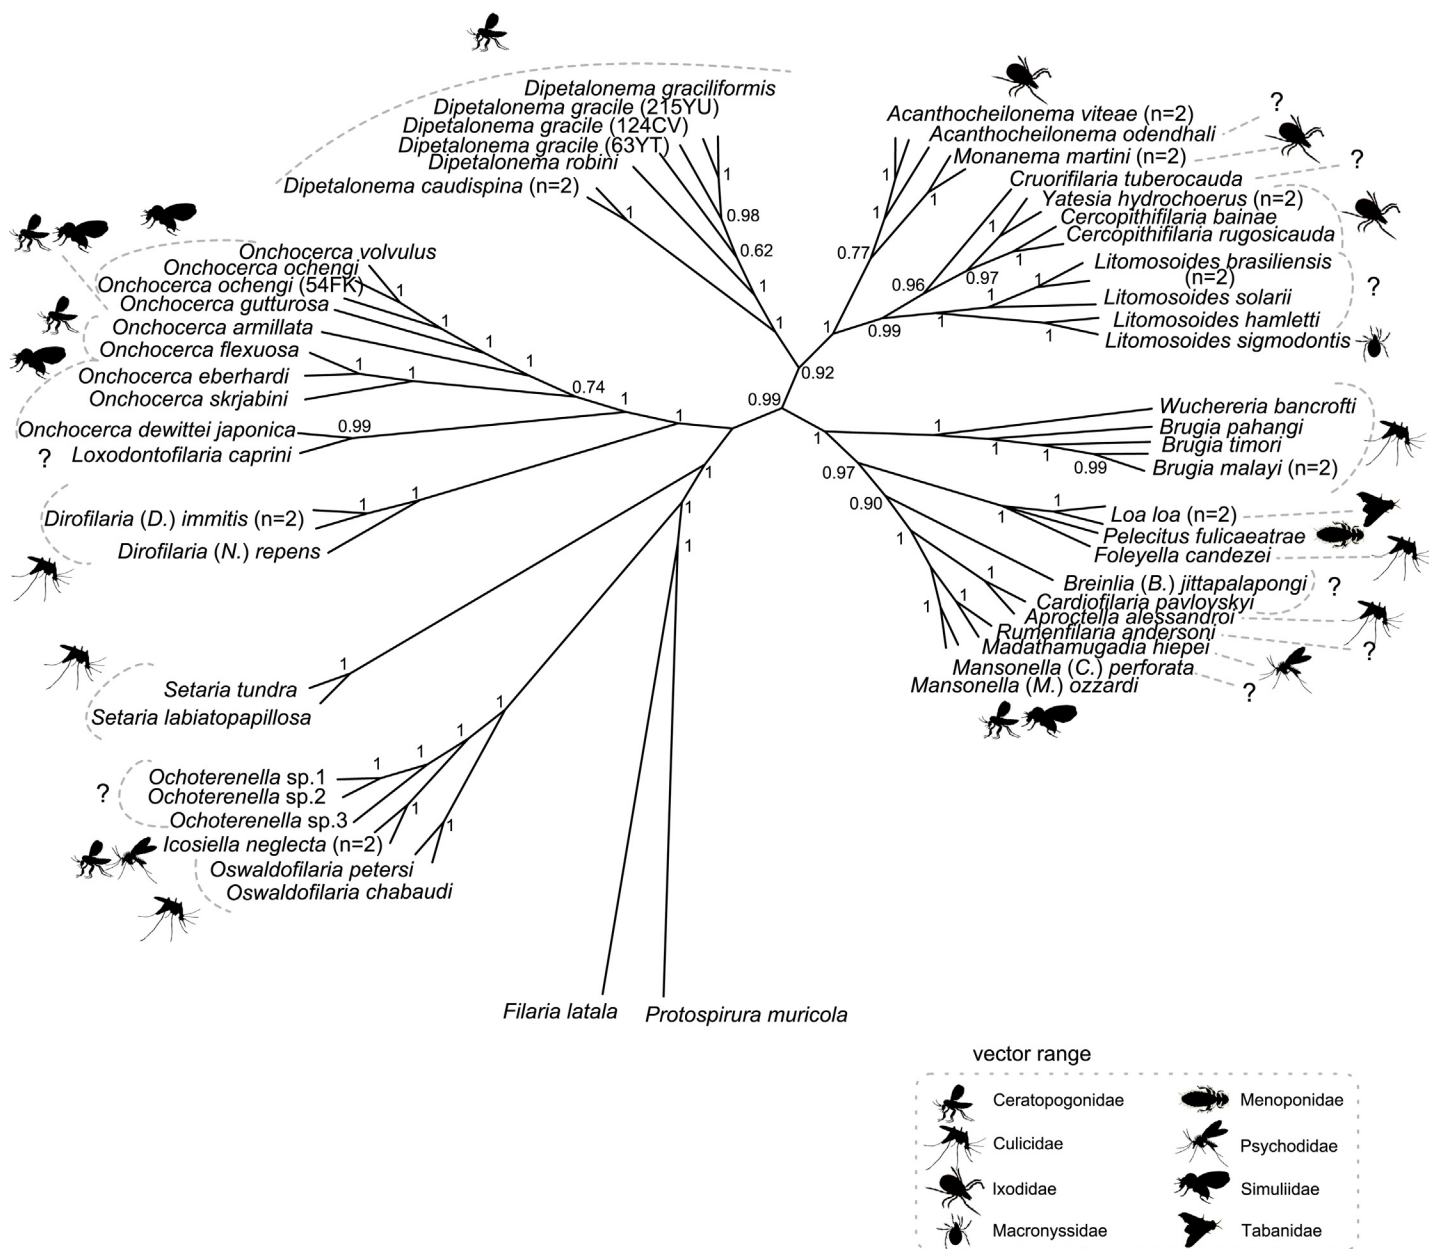 Dipetalonema graciliformis
Dipetalonema gracile (215YU)
Dipetalonema gracile (124CV)
Dipetalonema gracile (63YT)
Dipetalonema robini
Dipetalonema caudispina (n=2)
1
0.98
0.62
1
1
1
Acanthocheilonema viteae (n=2)
Acanthocheilonema odendhali
?
Monanema martini (n=2)
Cruorifilaria tuberocauda
?
Yatesia hydrochoerus (n=2)
Cercopithifilaria bainae
Cercopithifilaria rugosicauda
Litomosoides brasiliensis
(n=2)
?
Litomosoides solarii
Litomosoides hamletti
Litomosoides sigmodontis
1
1
1
0.77
1
1
0.97
0.96
1
1
1
1
0.99
1
0.92
0.99
Onchocerca volvulus
Onchocerca ochengi
Onchocerca ochengi (54FK)
Onchocerca gutturosa
Onchocerca armillata
Onchocerca flexuosa
Onchocerca eberhardi
Onchocerca skrjabini
Onchocerca dewittei japonica
? Loxodontofilaria caprini
1
1
1
1
1
1
0.74
1
0.99
1
Dirofilaria (D.) immitis (n=2)
Dirofilaria (N.) repens
1
1
Wuchereria bancrofti
Brugia pahangi
Brugia timori
Brugia malayi (n=2)
1
1
1
1
0.99
0.97
0.90
Loa loa (n=2)
Pelecitus fulicaeatrae
Foleyella candezei
1
1
Breinlia (B.) jittapalapongi
?
Cardiofilaria pavlovskyi
Aproctella alessandroi
Rumenfilaria andersoni
?
Madathamugadia hiepei
Mansonella (C.) perforata
?
Mansonella (M.) ozzardi
1
1
1
1
1
1
1
Setaria tundra
Setaria labiatopapillosa
1
Ochoterenella sp.1
?
Ochoterenella sp.2
Ochoterenella sp.3
Icosiella neglecta (n=2)
Oswaldofilaria petersi
Oswaldofilaria chabaudi
1
1
1
1
1
1
Filaria latala
Protospirura muricola
vector range
Ceratopogonidae
Menoponidae
Culicidae
Psychodidae
Ixodidae
Simuliidae
Macronyssidae
Tabanidae